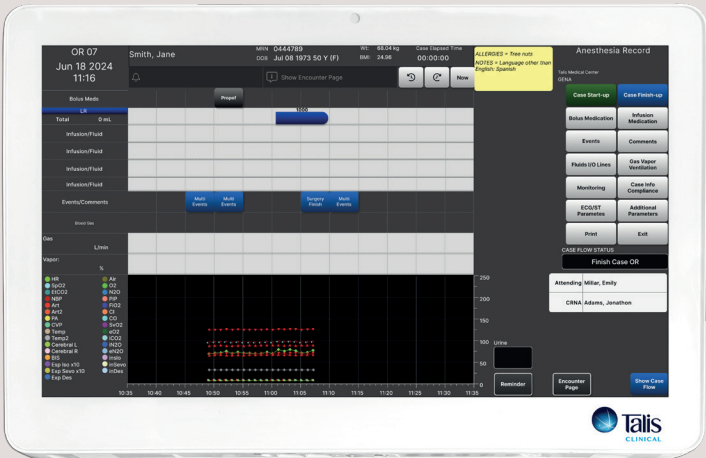 OR 07
Jun 18 2024
11:16
Smith, Jane
MRN 0444789
DOB Jul 08 1973 50 Y (F)
Wt: 88.04 kg
BMI: 24.96
Case Elapsed Time
00:00:00
Show Encounter Page
Now
ALLERGIES = Tree nuts
NOTES = Language other than
English: Spanish
Anesthesia Record
Talis Medical Center
GENA
Case Start-up
Case Finish-up
Bolus Medication
Infusion
Medication
Events
Comments
Fluids I/O Lines
Gas Vapor
Ventilation
Monitoring
Case Info
Compliance
ECG/ST
Parametes
Additional
Parameters
Print
Exit
CASE FLOW STATUS
Finish Case OR
Attending Millar, Emily
CRNA Adams, Jonathon
Bolus Meds
Propof
LR
Total 0 mL
1000
Infusion/Fluid
Infusion/Fluid
Infusion/Fluid
Infusion/Fluid
Events/Comments
Multi
Events
Multi
Events
Surgery
Finish
Multi
Events
Blood Gas
Gas
L/min
Vapor:
%
HR
SpO2
EtCO2
NBP
Art
Art2
PA
CVP
Temp
Temp2
Cerebral L
Cerebral R
BIS
Exp Iso x10
Exp Sevo x10
Exp Des
Air
O2
N2O
PIP
FiO2
CI
CO
SvO2
eO2
iCO2
iN2O
eN2O
inIso
inSevo
inDes
250
200
150
100
50
0
10:35 10:40 10:45 10:50 10:55 11:00 11:05 11:10 11:15 11:20 11:25 11:30 11:35
Urine
Reminder
Encounter
Page
Show Case
Flow
Talis
CLINICAL